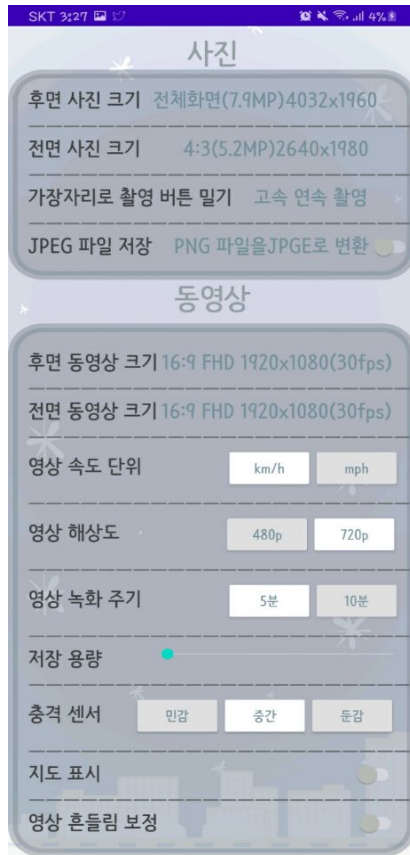 SKT 3:27 4%
사진
후면 사진 크기 전체화면(7.9MP)4032x1960
전면 사진 크기 4:3(5.2MP)2640x1980
가장자리로 촬영 버튼 밀기 고속 연속 촬영
JPEG 파일 저장 PNG 파일을JPGE로 변환
동영상
후면 동영상 크기 16:9 FHD 1920x1080(30fps)
전면 동영상 크기 16:9 FHD 1920x1080(30fps)
영상 속도 단위 km/h mph
영상 해상도 480p 720p
영상 녹화 주기 5분 10분
저장 용량
충격 센서 민감 중간 둔감
지도 표시
영상 흔들림 보정